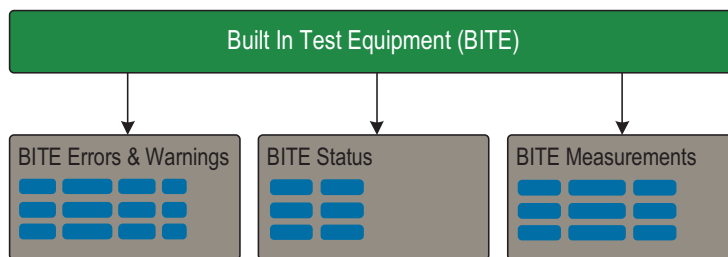 Built In Test Equipment (BITE)
BITE Errors & Warnings
BITE Status
BITE Measurements